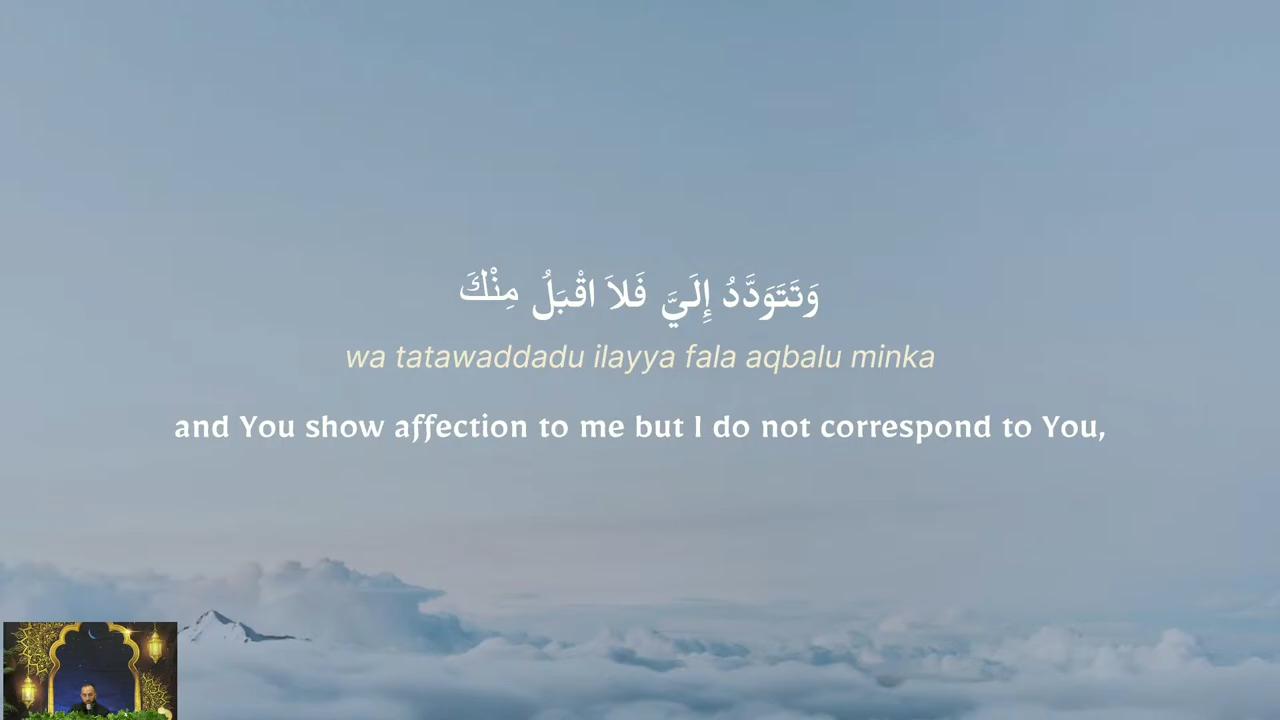 وَتَتَوَدَّدُ إِلَيَّ فَلاَ اقْبَلُ مِنْكَ
wa tatawaddadu ilayya fala aqbalu minka
and You show affection to me but I do not correspond to You,